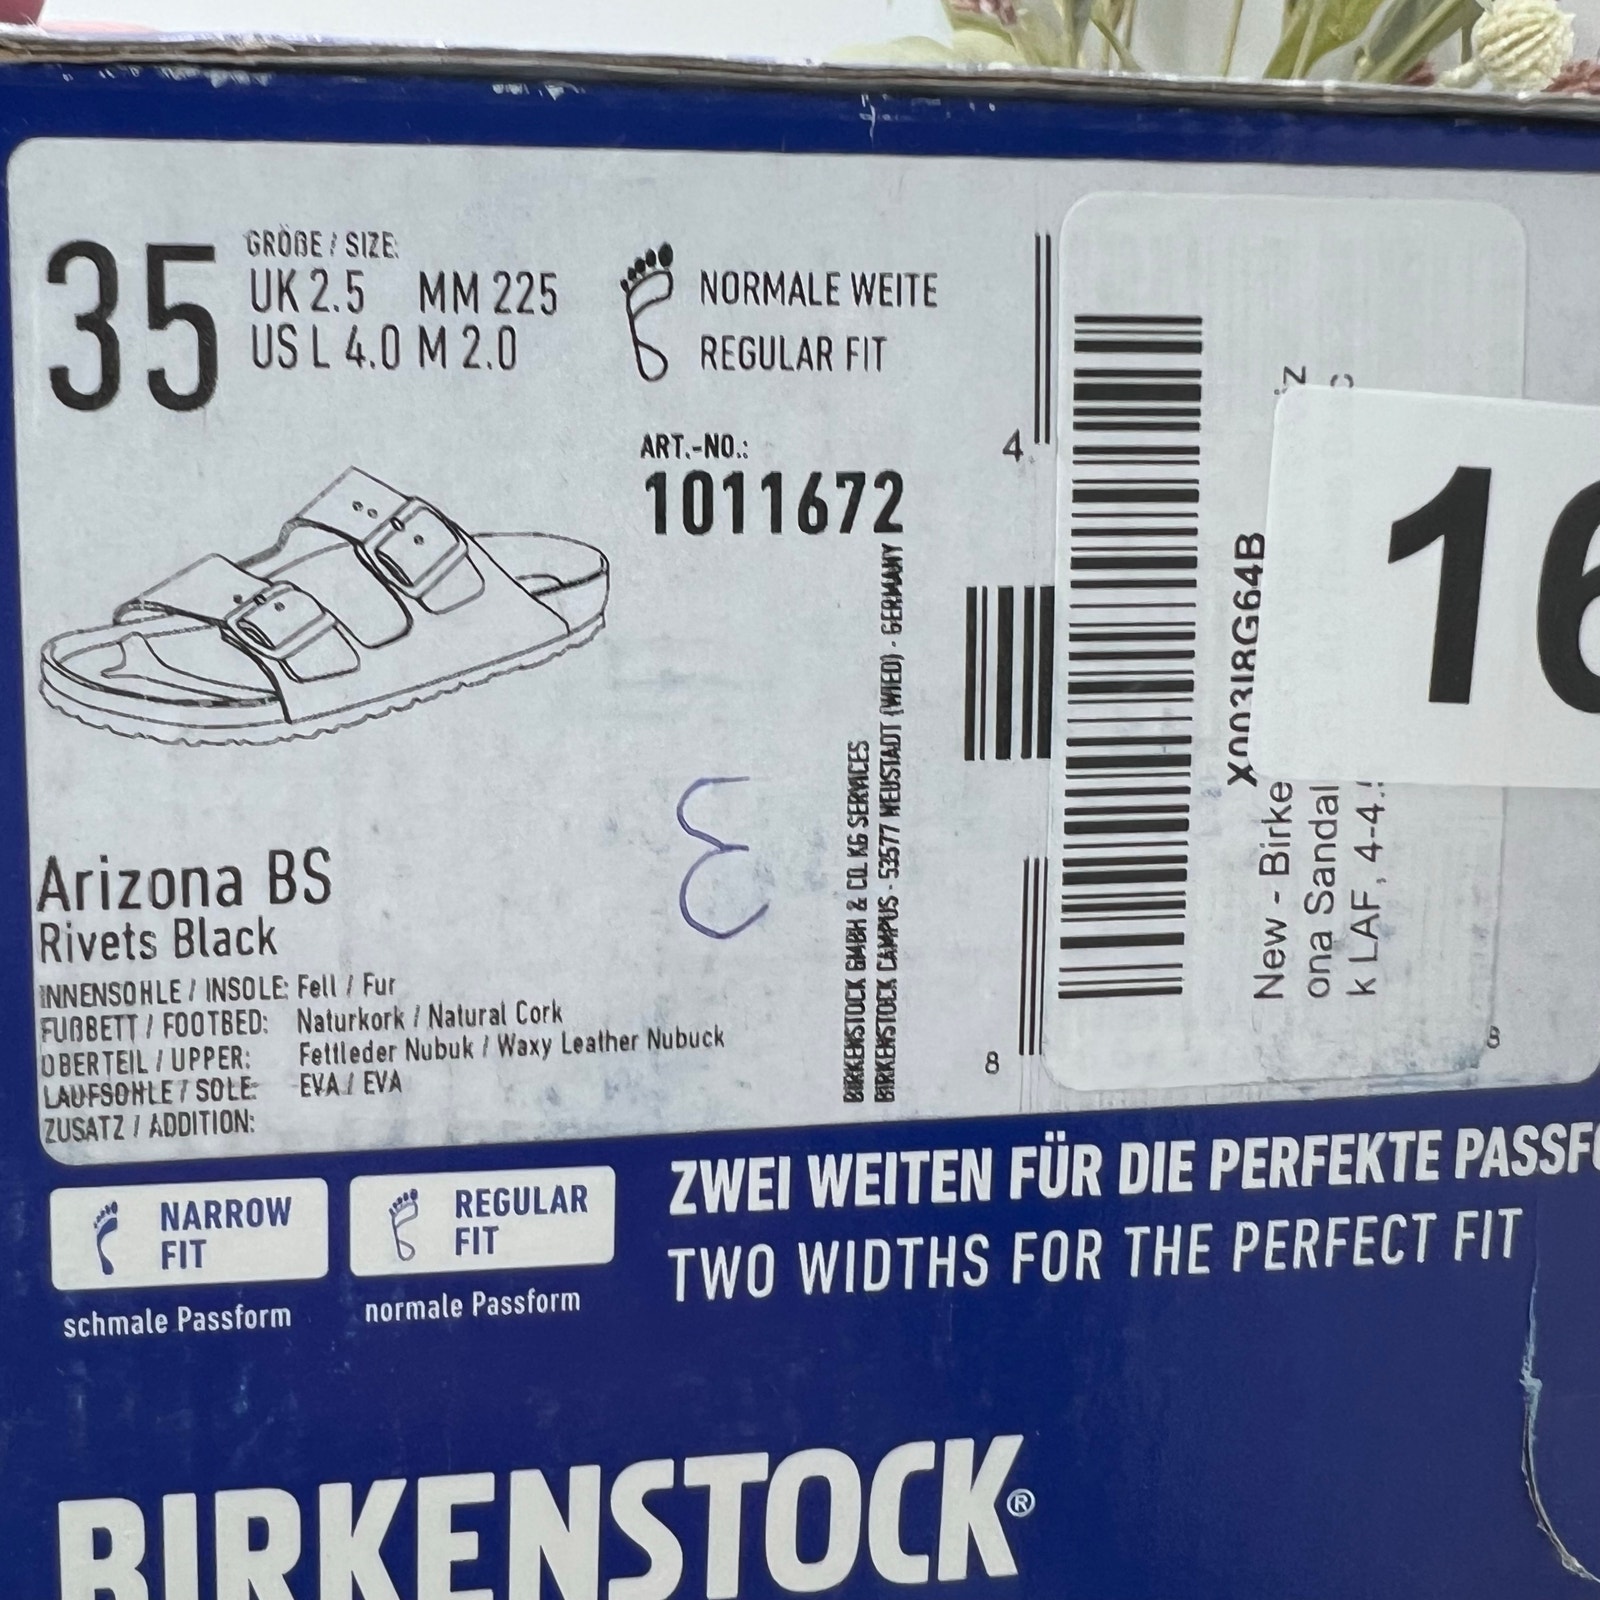 35
GRÖßE / SIZE:
UK 2.5 MM 225
US L 4.0 M 2.0
NORMALE WEITE
REGULAR FIT
ART.-NO.:
1011672
4
8
Arizona BS
Rivets Black
INNENSOHLE / INSOLE: Fell / Fur
FUßBETT / FOOTBED: Naturkork / Natural Cork
OBERTEIL / UPPER: Fettleder Nubuk / Waxy Leather Nubuck
LAUFSOHLE / SOLE: EVA / EVA
ZUSATZ / ADDITION:
3
BIRKENSTOCK GMBH & CO. KG SERVICES
BIRKENSTOCK CAMPUS - 53577 NEUSTADT (WIED) - GERMANY
X003I8G64B
New - Birke
ona Sandal
k LAF, 4-4.
8
16
NARROW
FIT
schmale Passform
REGULAR
FIT
normale Passform
ZWEI WEITEN FÜR DIE PERFEKTE PASSFO
TWO WIDTHS FOR THE PERFECT FIT
BIRKENSTOCK®